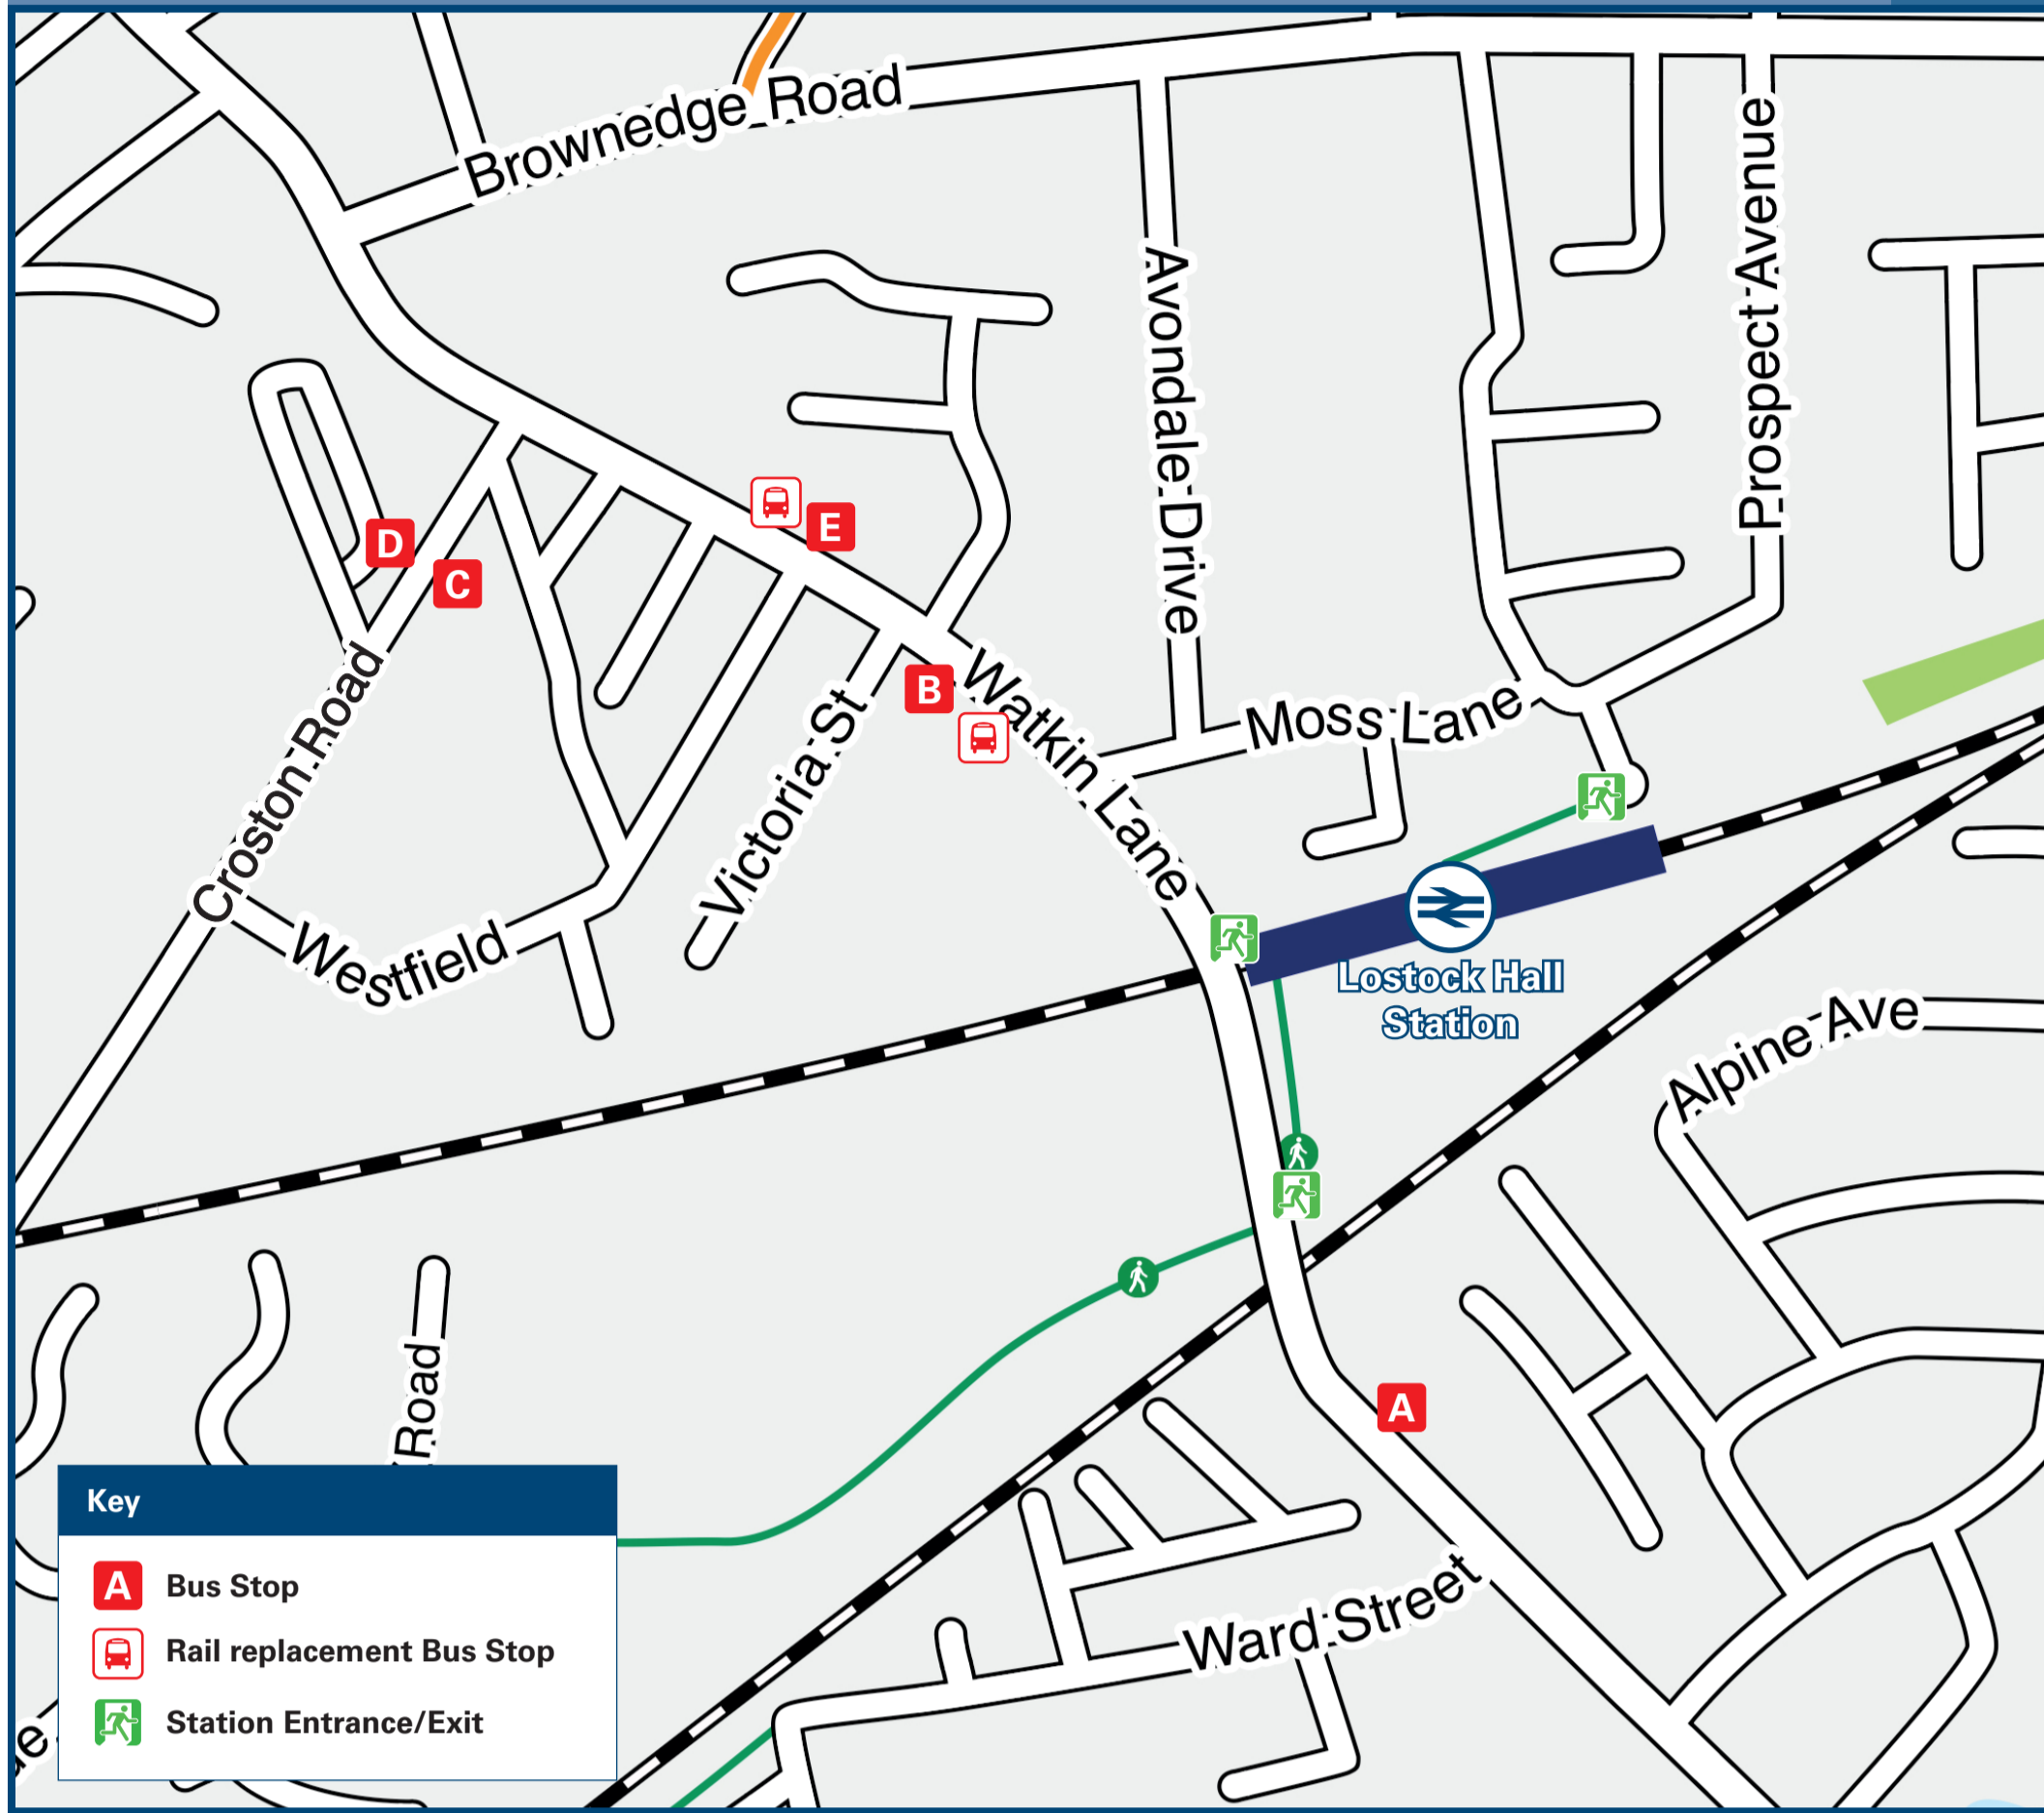 Brownedge Road
Avondale Drive
Prospect Avenue
D
C
E
B
Watkin Lane
Moss Lane
Croston Road
Victoria St
Westfield
Lostock Hall
Station
Alpine Ave
Road
A
Ward Street
Key
A Bus Stop
Rail replacement Bus Stop
Station Entrance/Exit